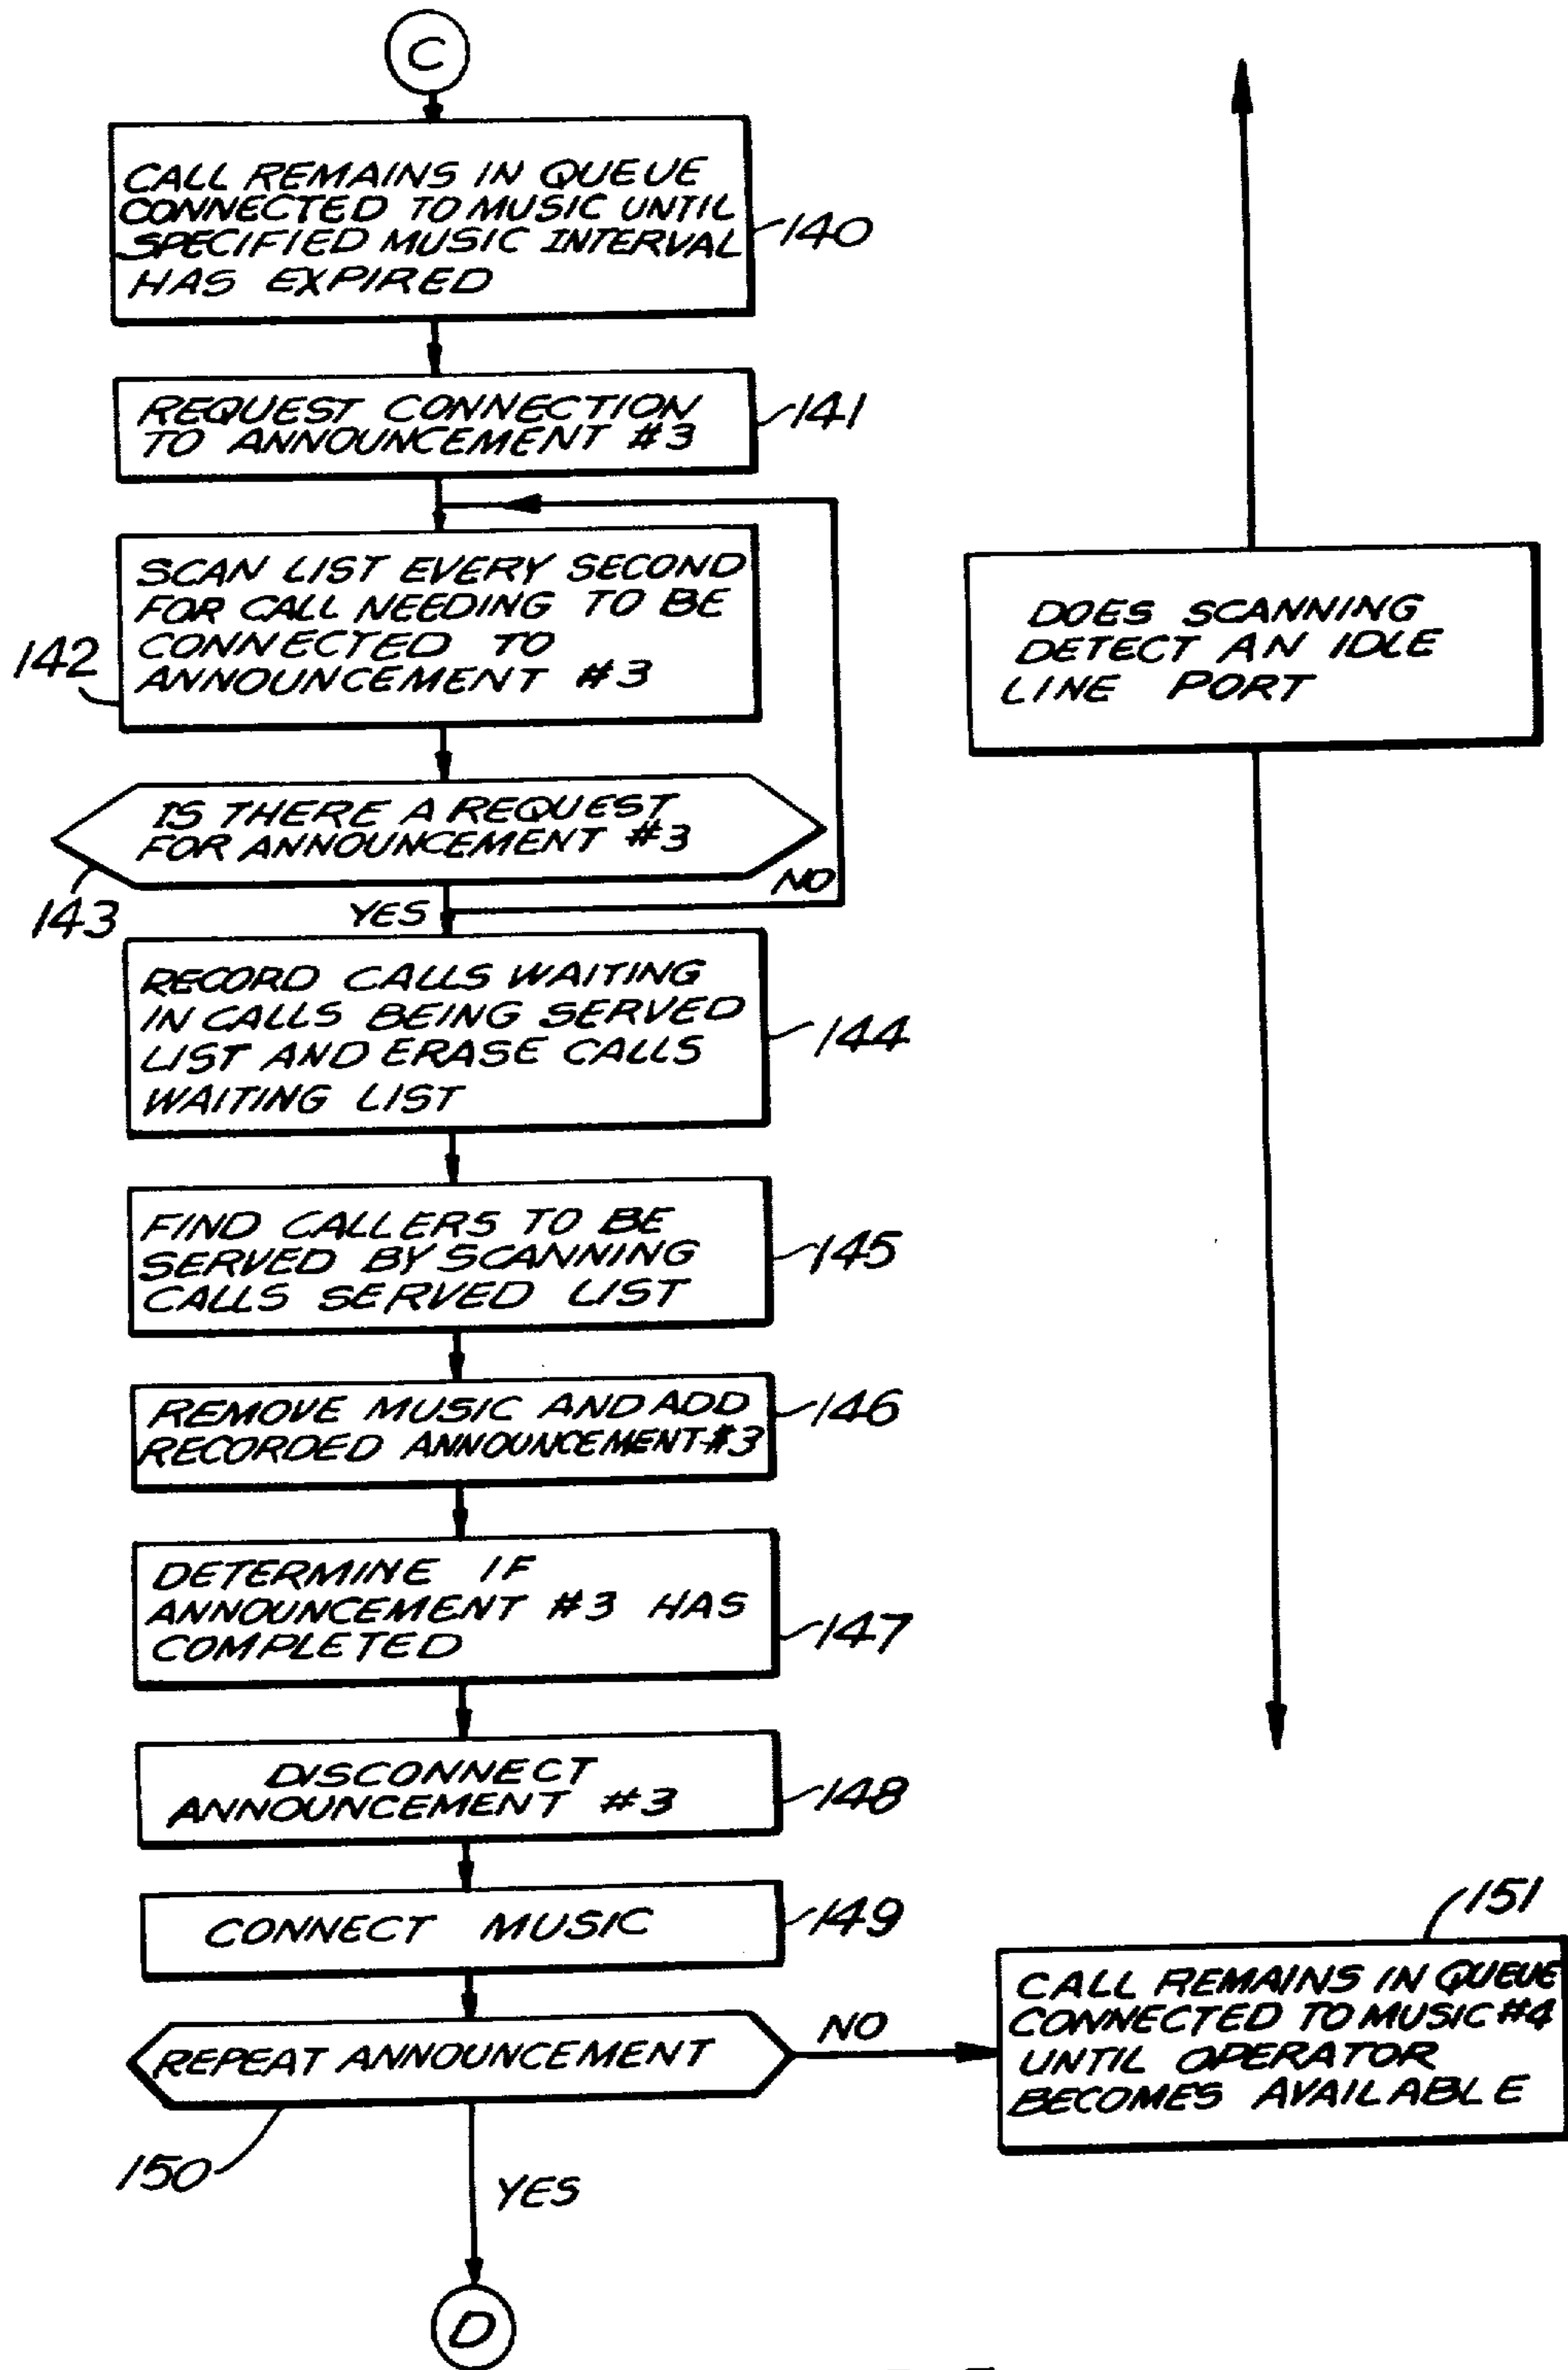 C
CALL REMAINS IN QUEUE
CONNECTED TO MUSIC UNTIL
SPECIFIED MUSIC INTERVAL
HAS EXPIRED
140
REQUEST CONNECTION
TO ANNOUNCEMENT #3
141
SCAN LIST EVERY SECOND
FOR CALL NEEDING TO BE
CONNECTED TO
ANNOUNCEMENT #3
142
DOES SCANNING
DETECT AN IDLE
LINE PORT
IS THERE A REQUEST
FOR ANNOUNCEMENT #3
143
NO
YES
RECORD CALLS WAITING
IN CALLS BEING SERVED
LIST AND ERASE CALLS
WAITING LIST
144
FIND CALLERS TO BE
SERVED BY SCANNING
CALLS SERVED LIST
145
REMOVE MUSIC AND ADD
RECORDED ANNOUNCEMENT #3
146
DETERMINE IF
ANNOUNCEMENT #3 HAS
COMPLETED
147
DISCONNECT
ANNOUNCEMENT #3
148
CONNECT MUSIC
149
REPEAT ANNOUNCEMENT
150
NO
151
CALL REMAINS IN QUEUE
CONNECTED TO MUSIC #4
UNTIL OPERATOR
BECOMES AVAILABLE
YES
D